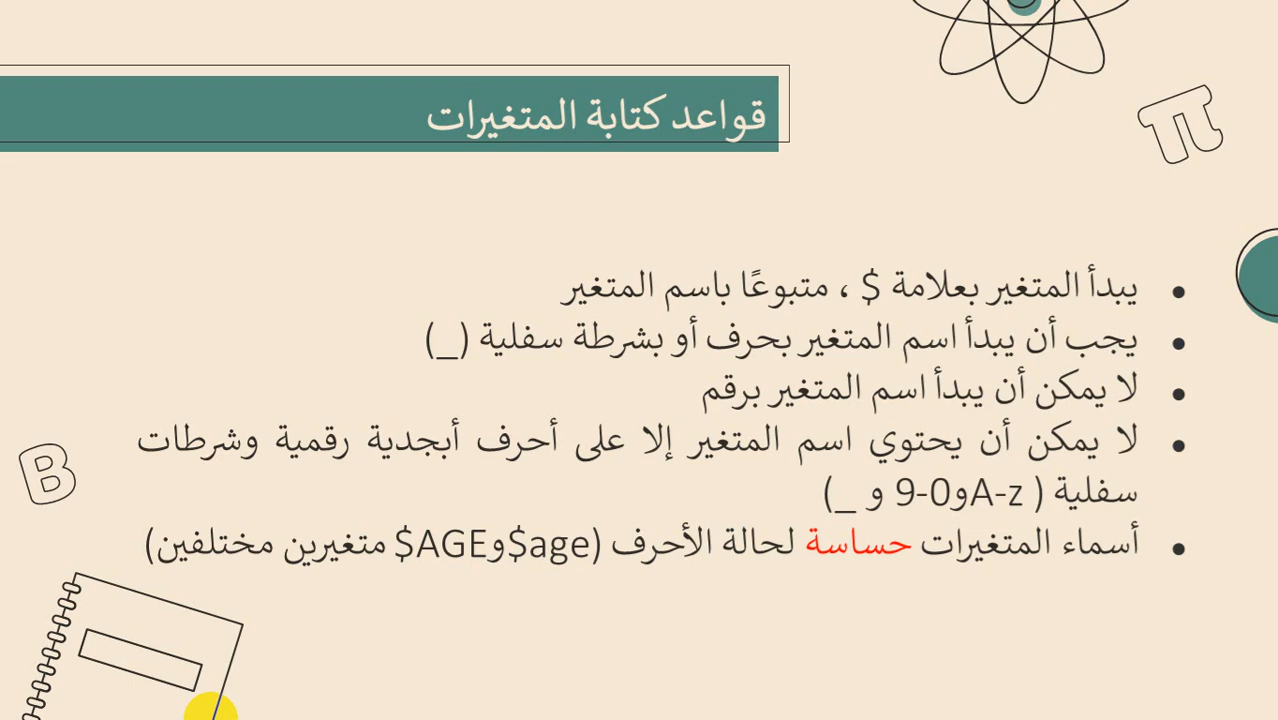 قواعد كتابة المتغيرات
π
• يبدأ المتغير بعلامة $ ، متبوعًا باسم المتغير
• يجب أن يبدأ اسم المتغير بحرف أو بشرطة سفلية (_)
• لا يمكن أن يبدأ اسم المتغير برقم
• لا يمكن أن يحتوي اسم المتغير إلا على أحرف أبجدية رقمية وشرطات
سفلية ( A-zو0-9 و _)
• أسماء المتغيرات حساسة لحالة الأحرف (age$وAGE$ متغيرين مختلفين)
B